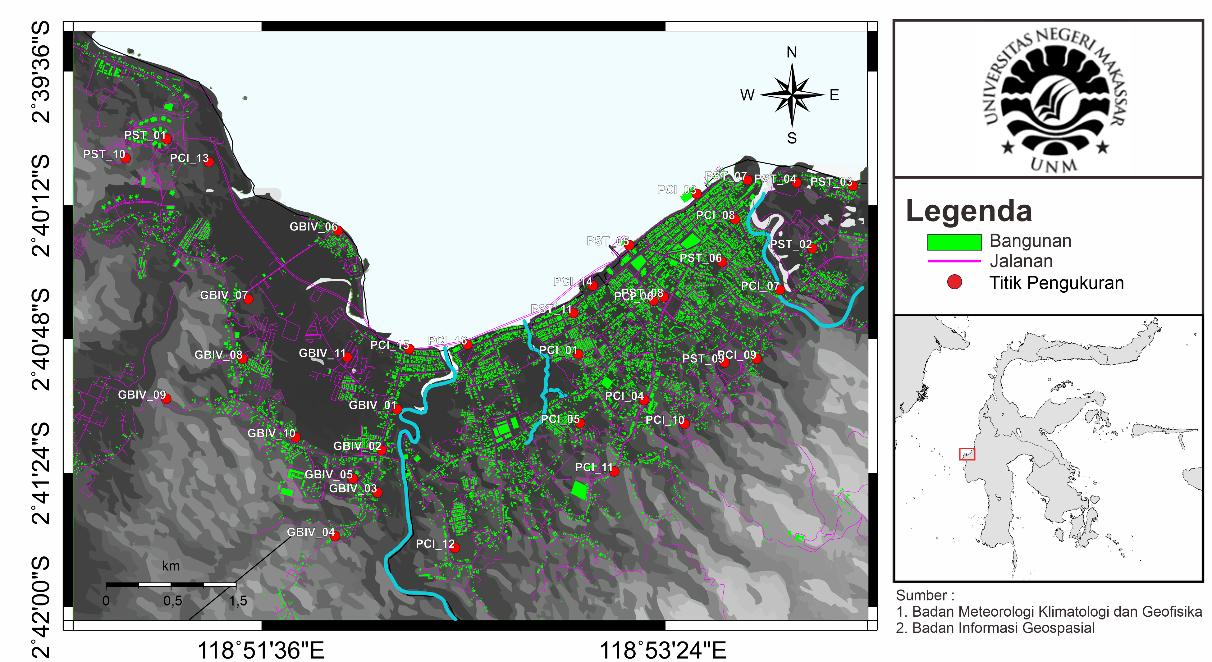 2°39'36"S
2°40'12"S
2°40'48"S
2°41'24"S
2°42'00"S
118°51'36"E
118°53'24"E
N
W
E
S
PST_01
PST_10
PCI_13
GBIV_06
GBIV_07
GBIV_08
GBIV_11
GBIV_09
GBIV_10
GBIV_01
GBIV_02
GBIV_05
GBIV_03
GBIV_04
PCI_12
PCI_15
PST_11
PCI_14
PCI_01
PCI_05
PCI_11
PCI_04
PCI_10
PCI_09
PST_06
PCI_08
PST_07
PST_04
PST_03
PST_02
PCI_07
km
0
0,5
1,5
UNIVERSITAS NEGERI MAKASSAR
UNM
Legenda
Bangunan
Jalanan
Titik Pengukuran
Sumber :
1. Badan Meteorologi Klimatologi dan Geofisika
2. Badan Informasi Geospasial